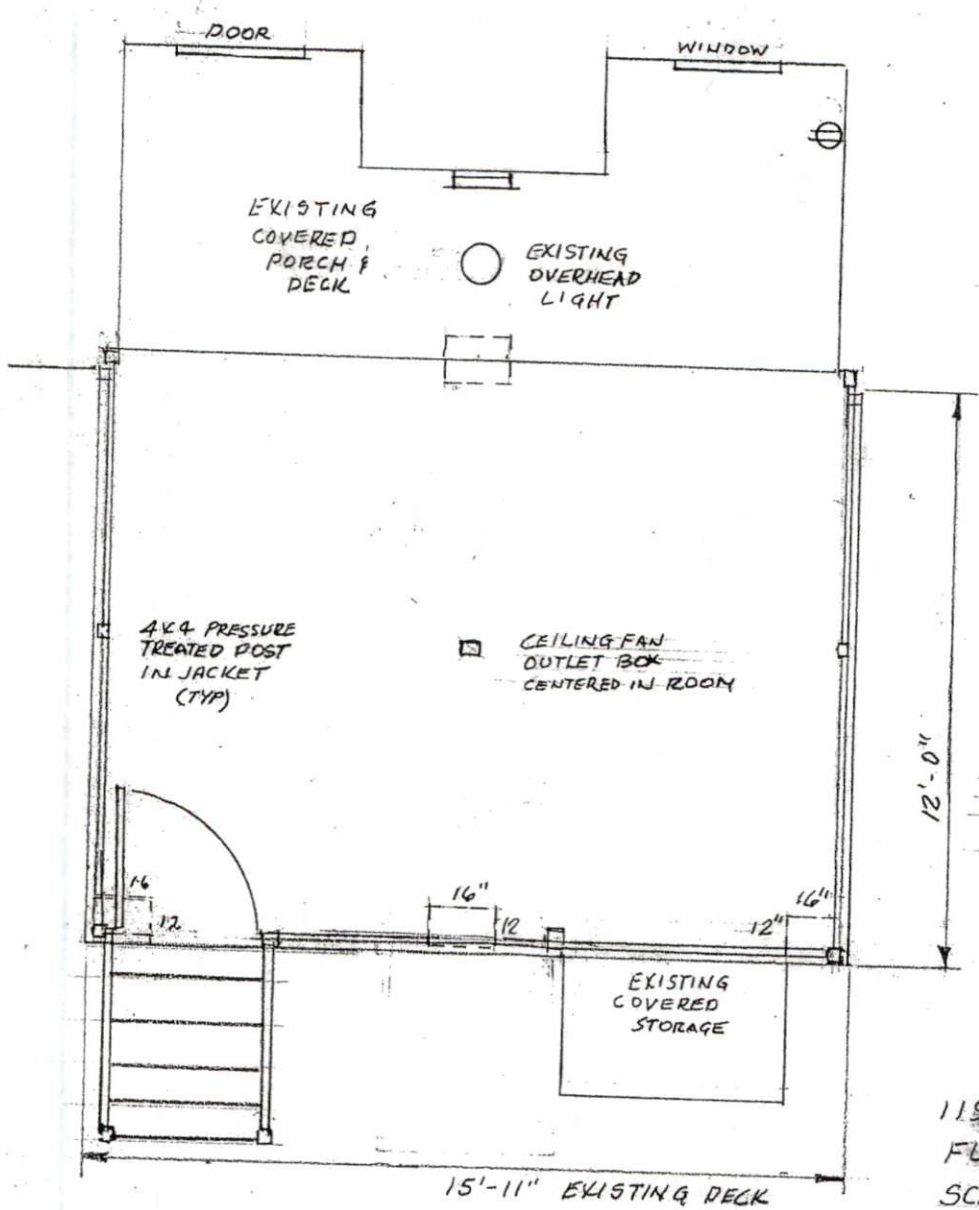 DOOR
WINDOW
EXISTING
COVERED
PORCH &
DECK
EXISTING
OVERHEAD
LIGHT
4X4 PRESSURE
TREATED POST
IN JACKET
(TYP)
CEILING FAN
OUTLET BOX
CENTERED IN ROOM
12'-0"
16
12
16"
12
16"
12"
EXISTING
COVERED
STORAGE
15'-11" EXISTING DECK